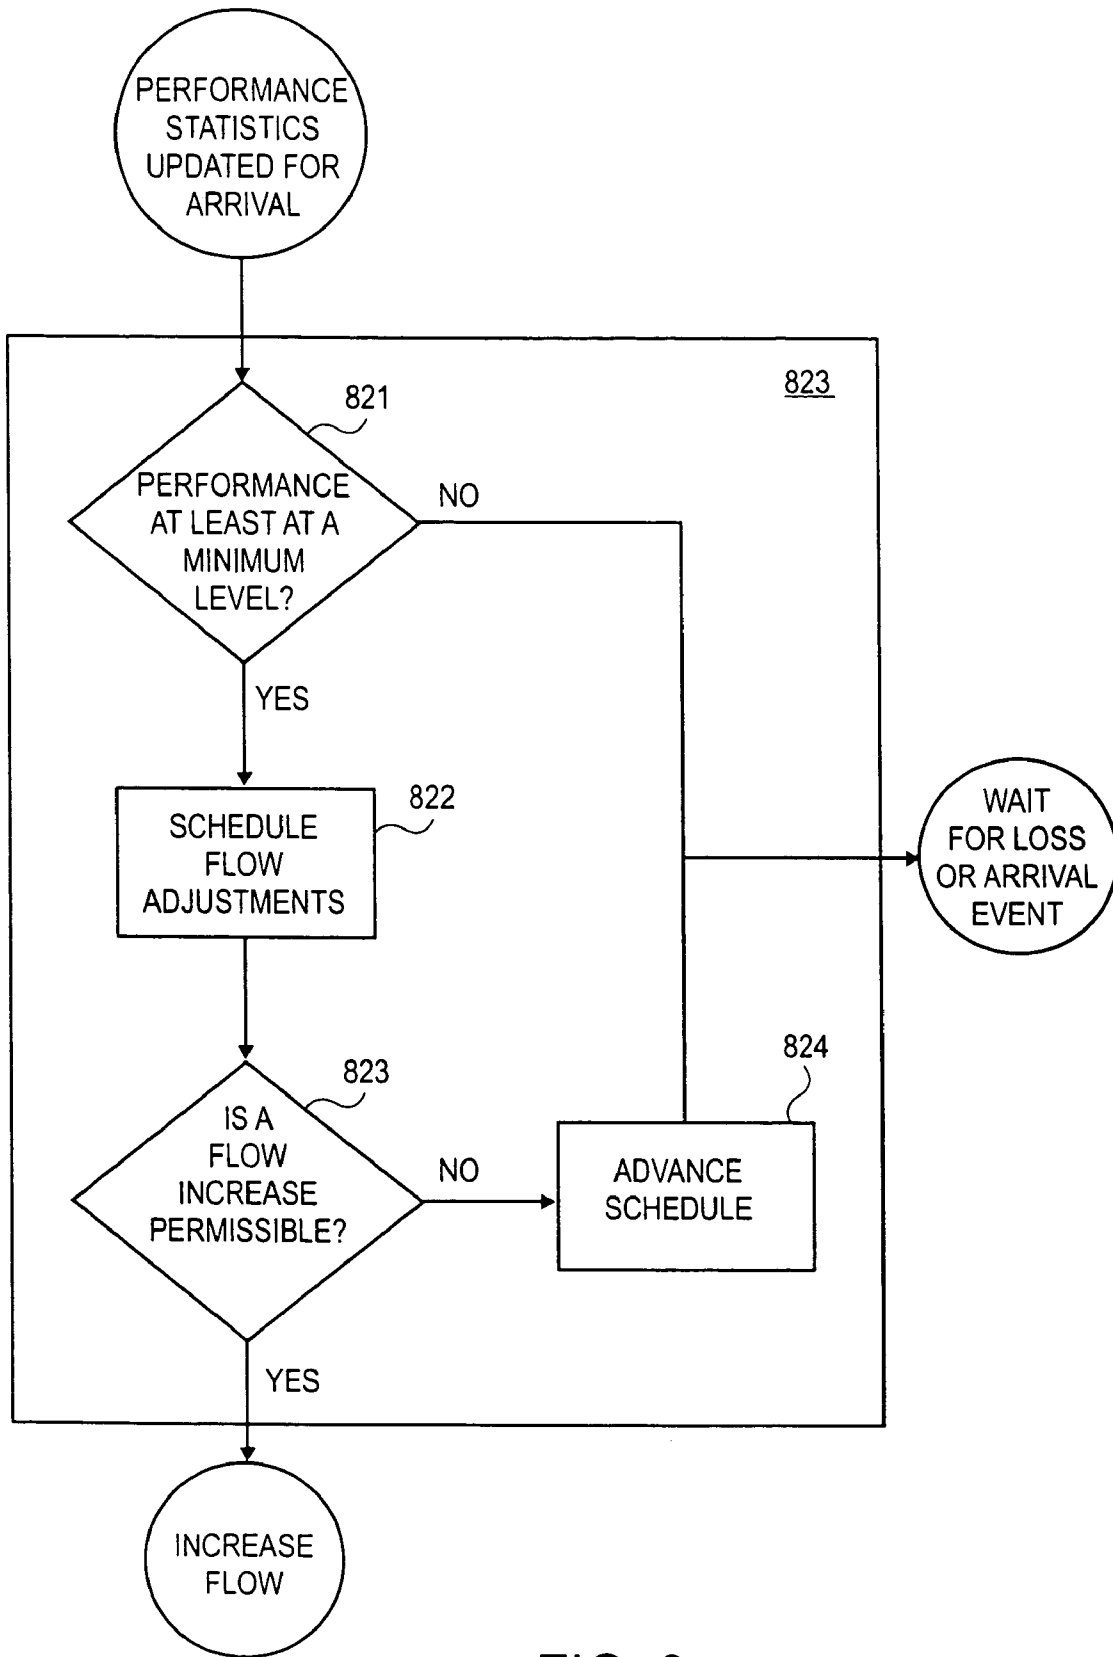 PERFORMANCE
STATISTICS
UPDATED FOR
ARRIVAL
823
821
PERFORMANCE
AT LEAST AT A
MINIMUM
LEVEL?
NO
YES
822
SCHEDULE
FLOW
ADJUSTMENTS
WAIT
FOR LOSS
OR ARRIVAL
EVENT
823
IS A
FLOW
INCREASE
PERMISSIBLE?
NO
824
ADVANCE
SCHEDULE
YES
INCREASE
FLOW